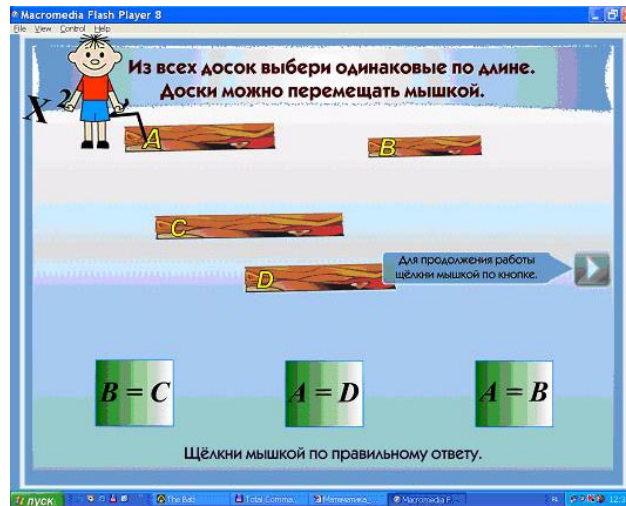 Macromedia Flash Player 8
File View Control Help
Из всех досок выбери одинаковые по длине.
Доски можно перемещать мышкой.
X 2
A
B
C
D
Для продолжения работы
щёлкни мышкой по кнопке.
B = C
A = D
A = B
Щёлкни мышкой по правильному ответу.
пуск
The Bat!
Total Comma...
Математика_
Macromedia F...